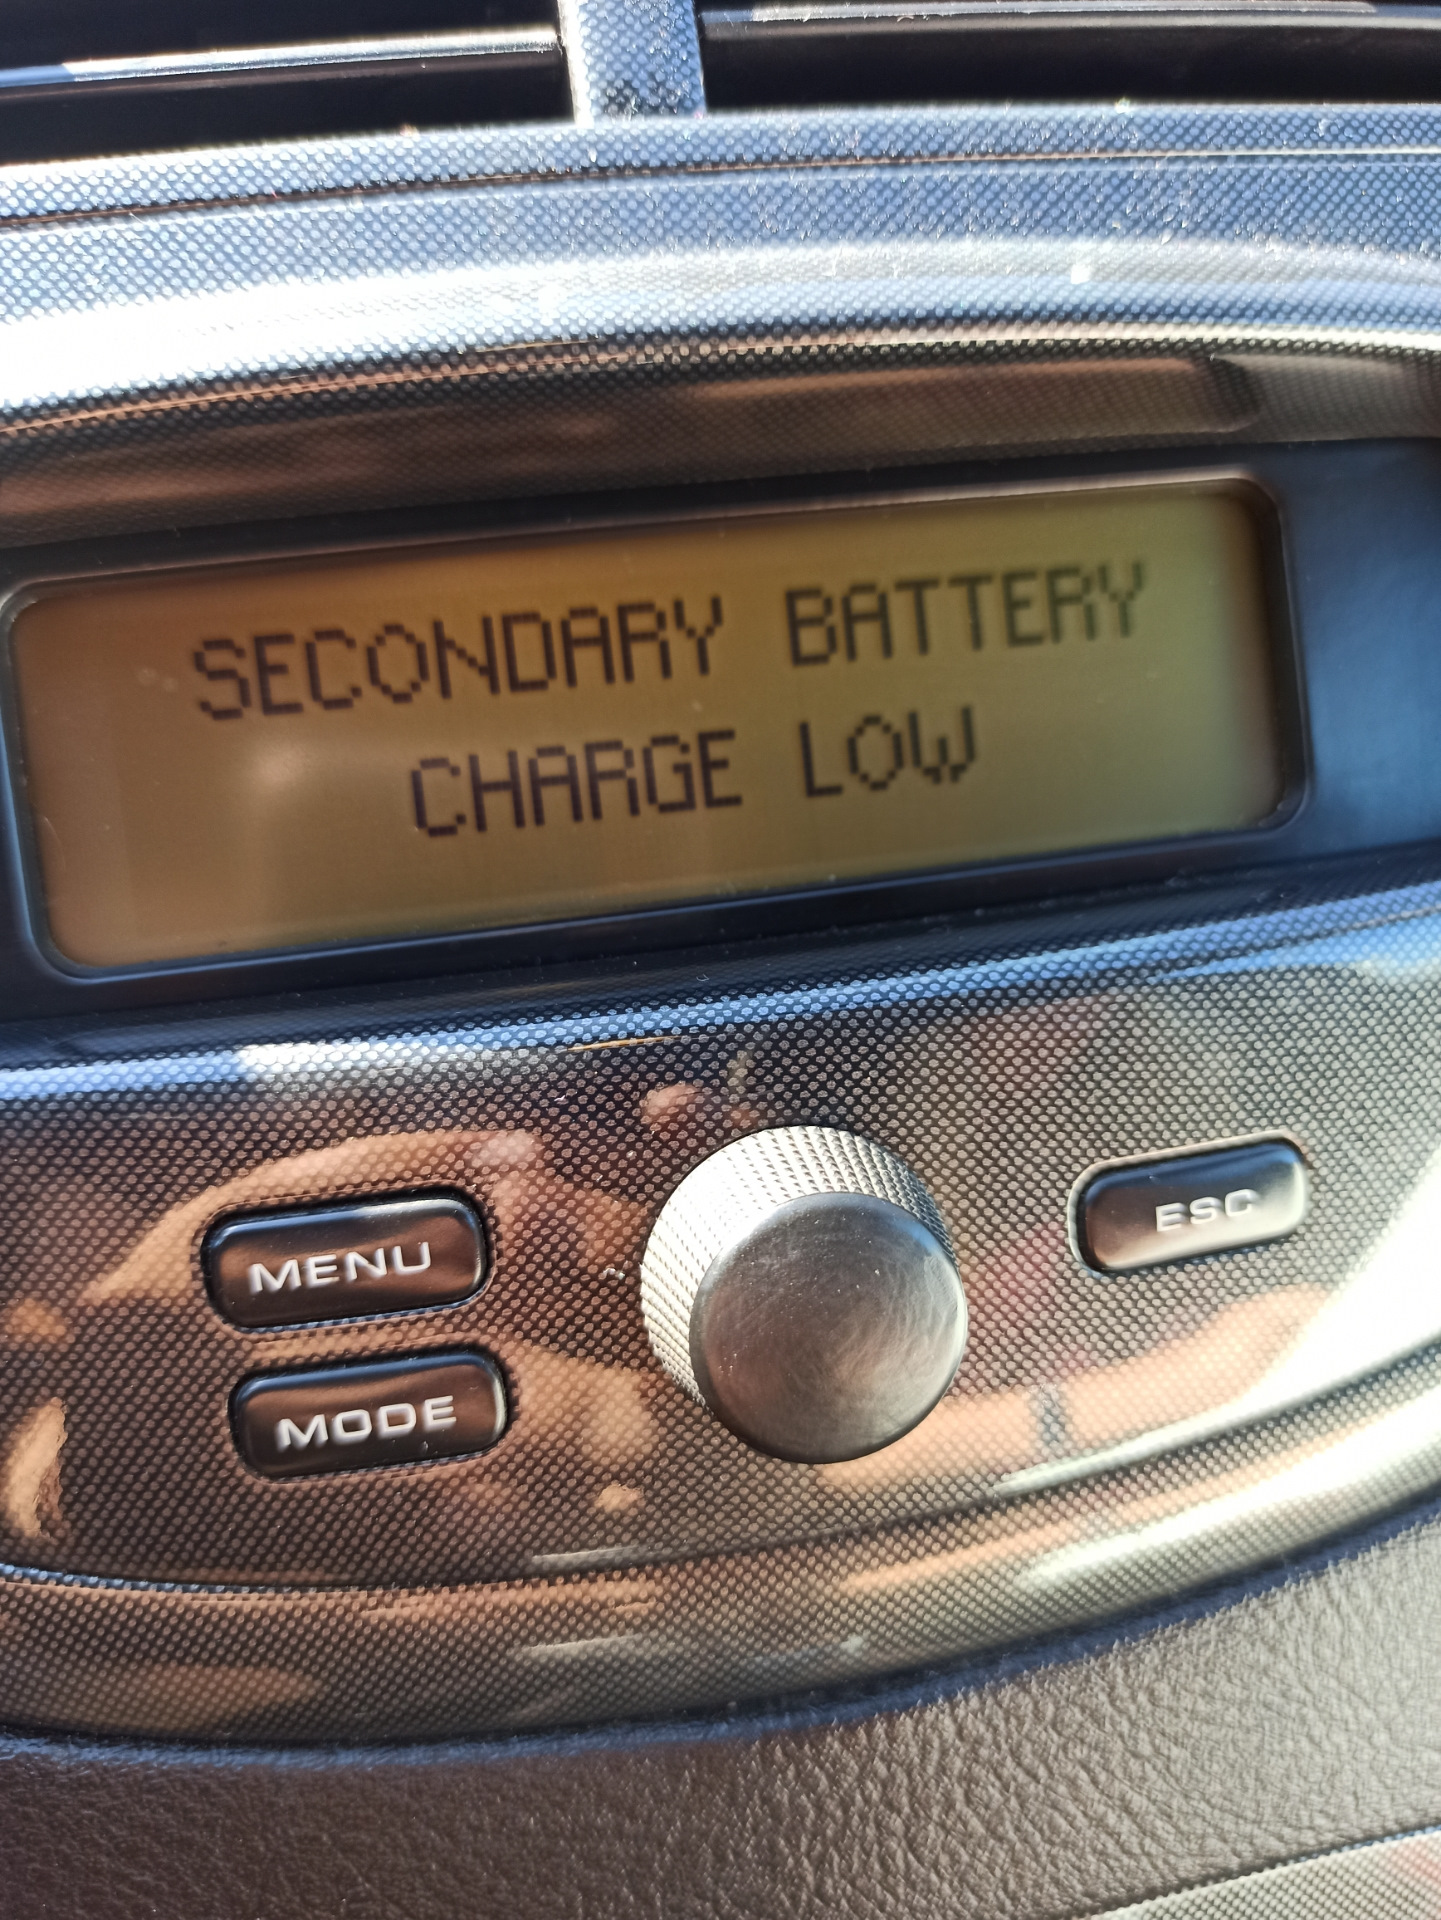 SECONDARY BATTERY
CHARGE LOW
MENU
ESC
MODE